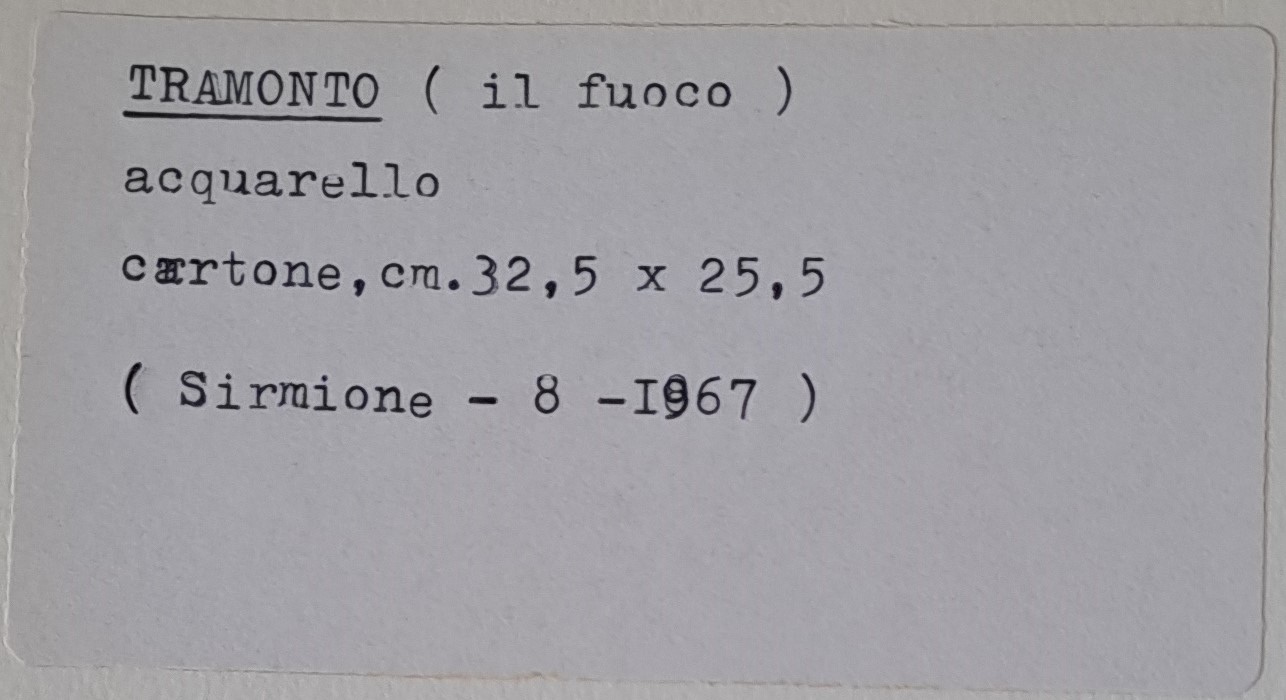 TRAMONTO ( il fuoco )
acquarello
cartone,cm.32,5 x 25,5
( Sirmione - 8 -I967 )